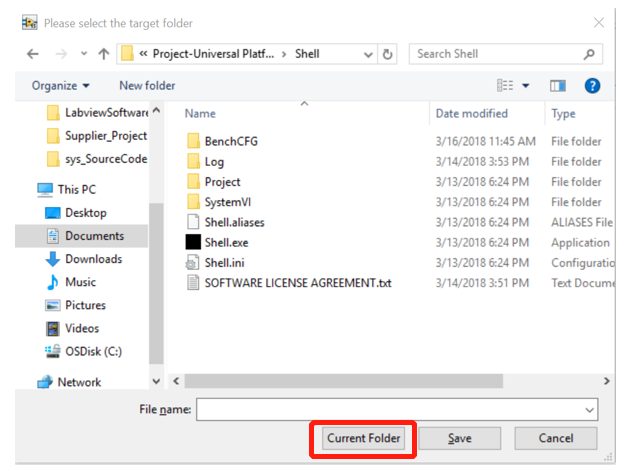 Please select the target folder
« Project-Universal Platf... > Shell
Search Shell
Organize
New folder
LabviewSoftware
Supplier_Project
sys_SourceCode
This PC
Desktop
Documents
Downloads
Music
Pictures
Videos
OSDisk (C:)
Network
Name Date modified Type
BenchCFG 3/16/2018 11:45 AM File folder
Log 3/14/2018 3:53 PM File folder
Project 3/13/2018 6:24 PM File folder
SystemVI 3/13/2018 6:24 PM File folder
Shell.aliases 3/13/2018 6:24 PM ALIASES File
Shell.exe 3/13/2018 6:24 PM Application
Shell.ini 3/13/2018 6:24 PM Configuratio
SOFTWARE LICENSE AGREEMENT.txt 3/14/2018 3:51 PM Text Docume
File name:
Current Folder Save Cancel